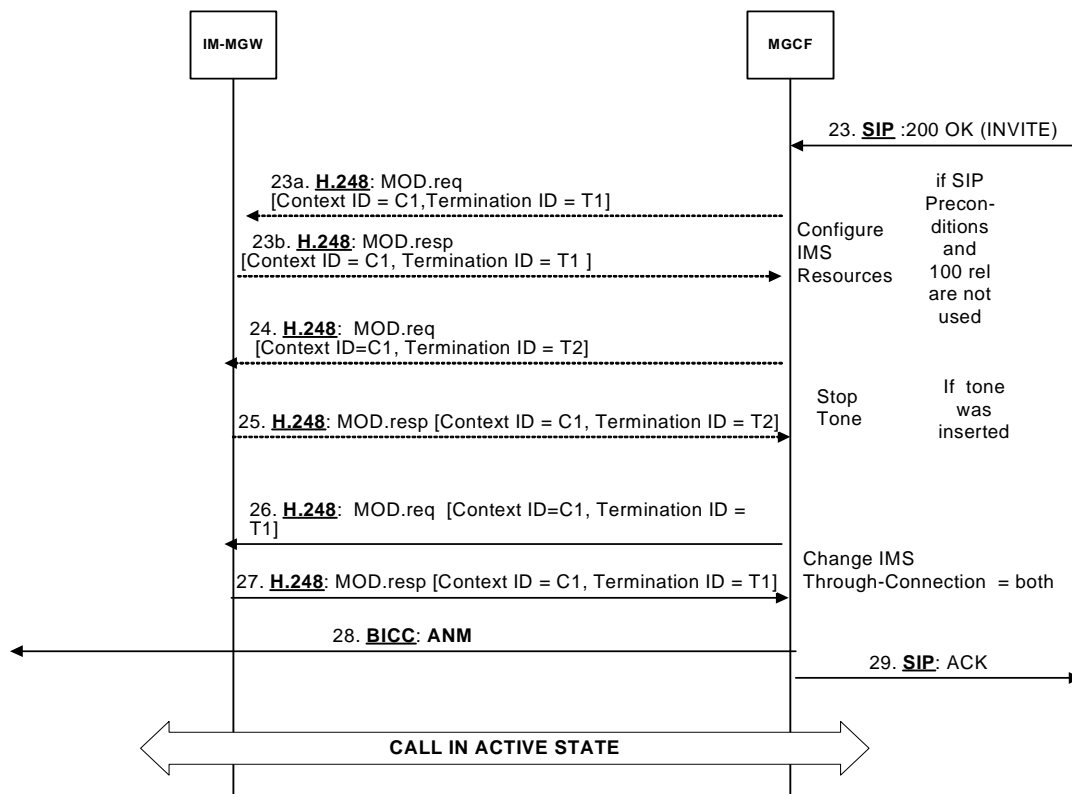 IM-MGW
MGCF
23. SIP :200 OK (INVITE)
23a. H.248: MOD.req
[Context ID = C1,Termination ID = T1]
if SIP
Precon-
ditions
and
100 rel
are not
used
Configure
IMS
Resources
23b. H.248: MOD.resp
[Context ID = C1, Termination ID = T1 ]
24. H.248: MOD.req
[Context ID=C1, Termination ID = T2]
Stop
Tone
If tone
was
inserted
25. H.248: MOD.resp [Context ID = C1, Termination ID = T2]
26. H.248: MOD.req [Context ID=C1, Termination ID =
T1]
Change IMS
Through-Connection = both
27. H.248: MOD.resp [Context ID = C1, Termination ID = T1]
28. BICC: ANM
29. SIP: ACK
CALL IN ACTIVE STATE